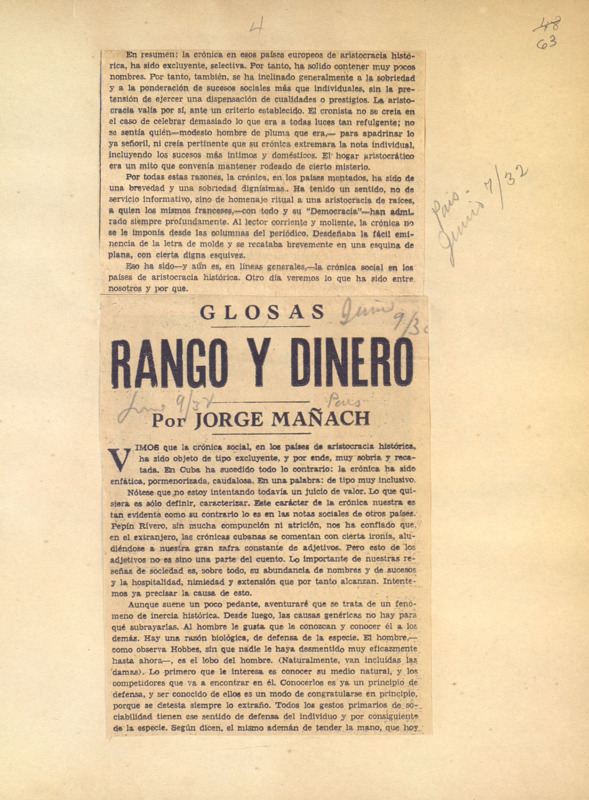 4
48
63
En resumen: la crónica en esos países europeos de aristocracia histó-
rica, ha sido excluyente, selectiva. Por tanto, ha solido contener muy pocos
nombres. Por tanto, también, se ha inclinado generalmente a la sobriedad
y a la ponderación de sucesos sociales más que individuales, sin la pre-
tensión de ejercer una dispensación de cualidades o prestigios. La aristo-
cracia valía por sí, ante un criterio establecido. El cronista no se creía en
el caso de celebrar demasiado lo que era a todas luces tan refulgente; no
se sentía quién—modesto hombre de pluma que era,— para apadrinar lo
ya señoril, ni creía pertinente que su crónica extremara la nota individual,
incluyendo los sucesos más íntimos y domésticos. El hogar aristocrático
era un mito que convenía mantener rodeado de cierto misterio.
Por todas estas razones, la crónica, en los países mentados, ha sido de
una brevedad y una sobriedad dignísimas. Ha tenido un sentido, no de
servicio informativo, sino de homenaje ritual a una aristocracia de raíces,
a quien los mismos franceses,—con todo y su "Democracia"—han admi-
rado siempre profundamente. Al lector corriente y moliente, la crónica no
se le imponía desde las columnas del periódico. Desdeñaba la fácil emi-
nencia de la letra de molde y se recataba brevemente en una esquina de
plana, con cierta digna esquivez.
Eso ha sido—y aún es, en líneas generales,—la crónica social en los
países de aristocracia histórica. Otro día veremos lo que ha sido entre
nosotros y por que.
País-
Junio 7/32
GLOSAS
Junio
9/32
RANGO Y DINERO
Junio 9/32 País
Por JORGE MAÑACH
VIMOS que la crónica social, en los países de aristocracia histórica,
ha sido objeto de tipo excluyente, y por ende, muy sobria y reca-
tada. En Cuba ha sucedido todo lo contrario: la crónica ha sido
enfática, pormenorizada, caudalosa. En una palabra: de tipo muy inclusivo.
Nótese que no estoy intentando todavía un juicio de valor. Lo que qui-
siera es sólo definir, caracterizar. Este carácter de la crónica nuestra es
tan evidente como su contrario lo es en las notas sociales de otros países.
Pepín Rivero, sin mucha compunción ni atrición, nos ha confiado que,
en el extranjero, las crónicas cubanas se comentan con cierta ironía, alu-
diéndose a nuestra gran zafra constante de adjetivos. Pero esto de los
adjetivos no es sino una parte del cuento. Lo importante de nuestras re-
señas de sociedad es, sobre todo, su abundancia de nombres y de sucesos
y la hospitalidad, nimiedad y extensión que por tanto alcanzan. Intente-
mos ya precisar la causa de esto.
Aunque suene un poco pedante, aventuraré que se trata de un fenó-
meno de inercia histórica. Desde luego, las causas genéricas no hay para
qué subrayarlas. Al hombre le gusta que le conozcan y conocer él a los
demás. Hay una razón biológica, de defensa de la especie. El hombre,—
como observa Hobbes, sin que nadie le haya desmentido muy eficazmente
hasta ahora—, es el lobo del hombre. (Naturalmente, van incluídas las
damas). Lo primero que le interesa es conocer su medio natural, y los
competidores que va a encontrar en él. Conocerlos es ya un principio de
defensa, y ser conocido de ellos es un modo de congratularse en principio,
porque se detesta siempre lo extraño. Todos los gestos primarios de so-
ciabilidad tienen ese sentido de defensa del individuo y por consiguiente
de la especie. Según dicen, el mismo ademán de tender la mano, que hoy